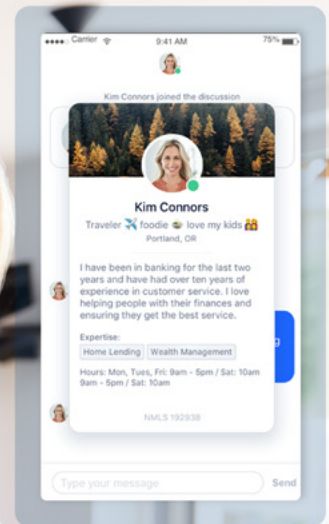 Carrier 9:41 AM 75%
Kim Connors joined the discussion
Kim Connors
Traveler ✈️ foodie 🍲 love my kids 👨‍👩‍👧‍👦
Portland, OR
I have been in banking for the last two
years and have had over ten years of
experience in customer service. I love
helping people with their finances and
ensuring they get the best service.
Expertise:
Home Lending Wealth Management
Hours: Mon, Tues, Fri: 9am - 5pm / Sat: 10am
9am - 5pm / Sat: 10am
NMLS 192938
Type your message Send